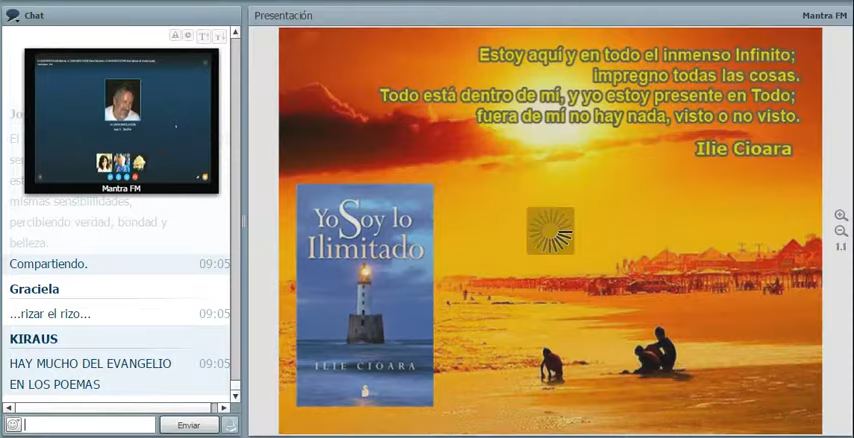 Chat
Mantra FM
mismas sensibilidades,
percibiendo verdad, bondad y
belleza.
Compartiendo. 09:05
Graciela
...rizar el rizo... 09:05
KIRAUS
HAY MUCHO DEL EVANGELIO 09:05
EN LOS POEMAS
Enviar
Presentación
Mantra FM
Estoy aquí y en todo el inmenso Infinito;
impregno todas las cosas.
Todo está dentro de mí, y yo estoy presente en Todo;
fuera de mí no hay nada, visto o no visto.
Ilie Cioara
Yo Soy lo
Ilimitado
ILIE CIOARA
1:1